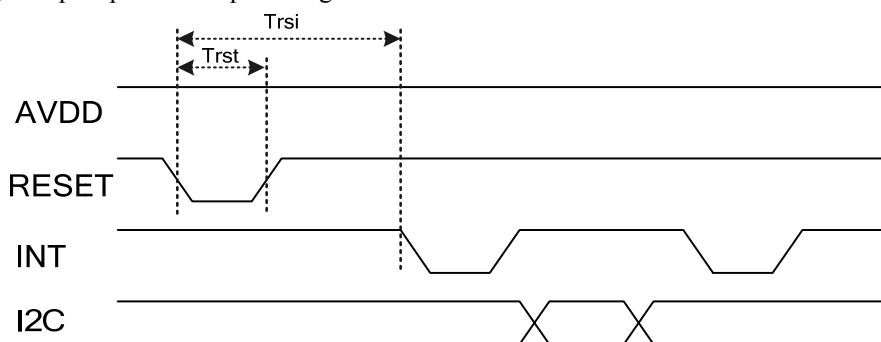 Trsi
Trst
AVDD
RESET
INT
I2C